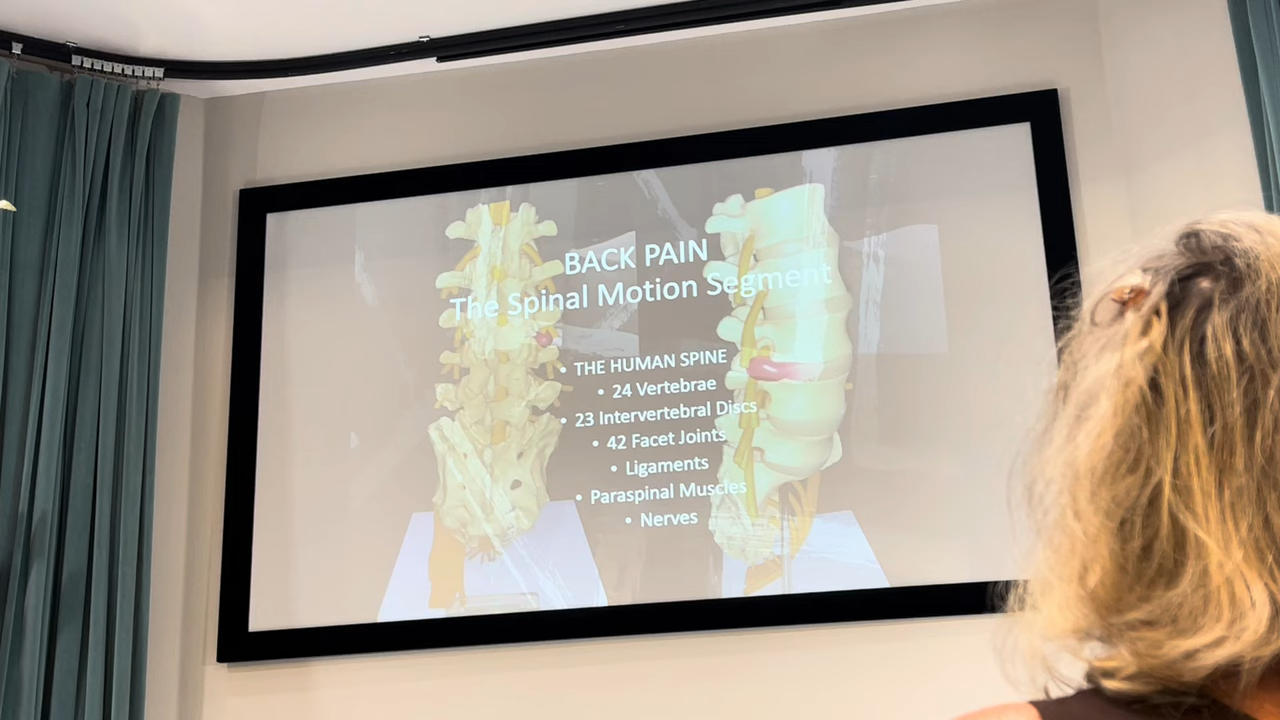 BACK PAIN
The Spinal Motion Segment
• THE HUMAN SPINE
• 24 Vertebrae
• 23 Intervertebral Discs
• 42 Facet Joints
• Ligaments
• Paraspinal Muscles
• Nerves